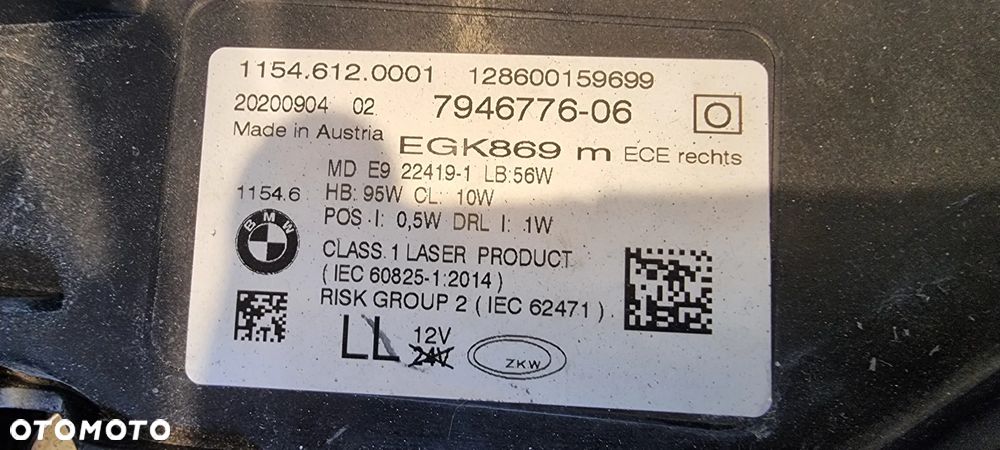 1154.612.0001 128600159699
20200904 02 7946776-06 O
Made in Austria EGK869 m ECE rechts
MD E9 22419-1 LB:56W
1154.6 HB: 95W CL: 10W
POS I: 0,5W DRL I: 1W
BMW
CLASS 1 LASER PRODUCT
(IEC 60825-1:2014)
RISK GROUP 2 (IEC 62471)
LL 12V
24V
ZKW
OTOMOTO